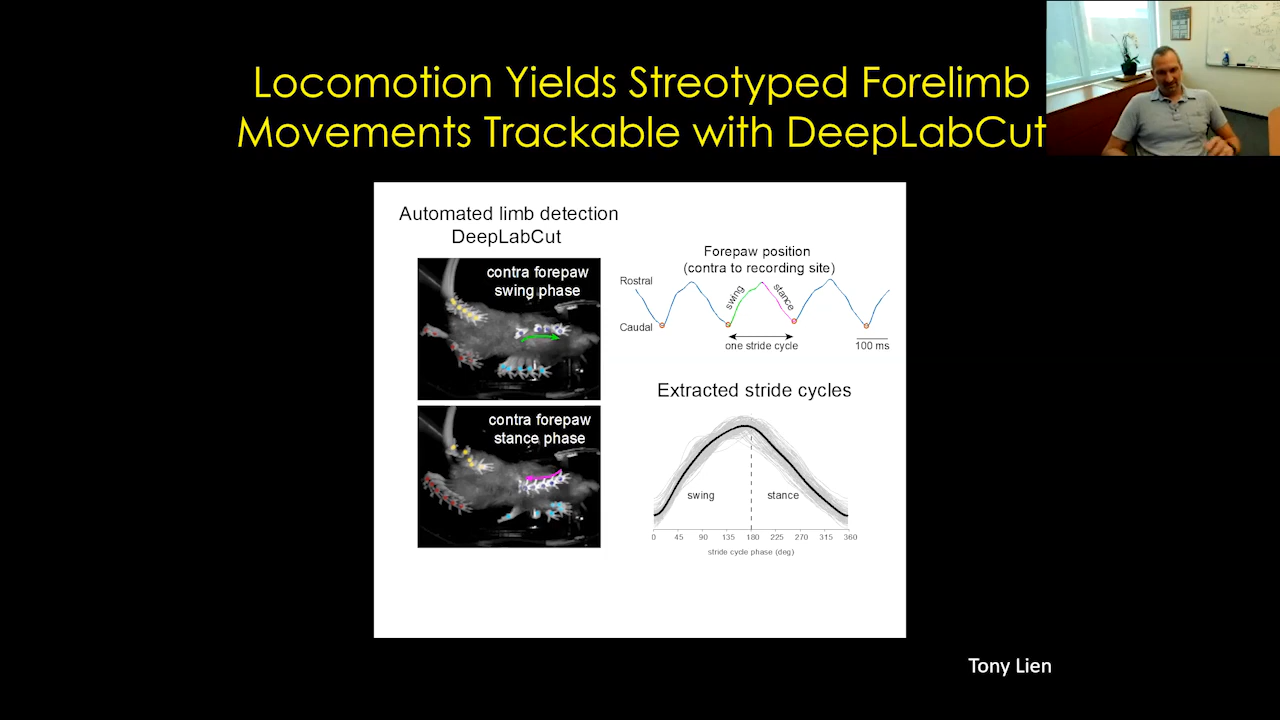 Locomotion Yields Streotyped Forelimb
Movements Trackable with DeepLabCut
Automated limb detection
DeepLabCut
contra forepaw
swing phase
contra forepaw
stance phase
Forepaw position
(contra to recording site)
Rostral
swing
stance
Caudal
one stride cycle
100 ms
Extracted stride cycles
swing
stance
0 45 90 135 180 225 270 315 360
stride cycle phase (deg)
Tony Lien